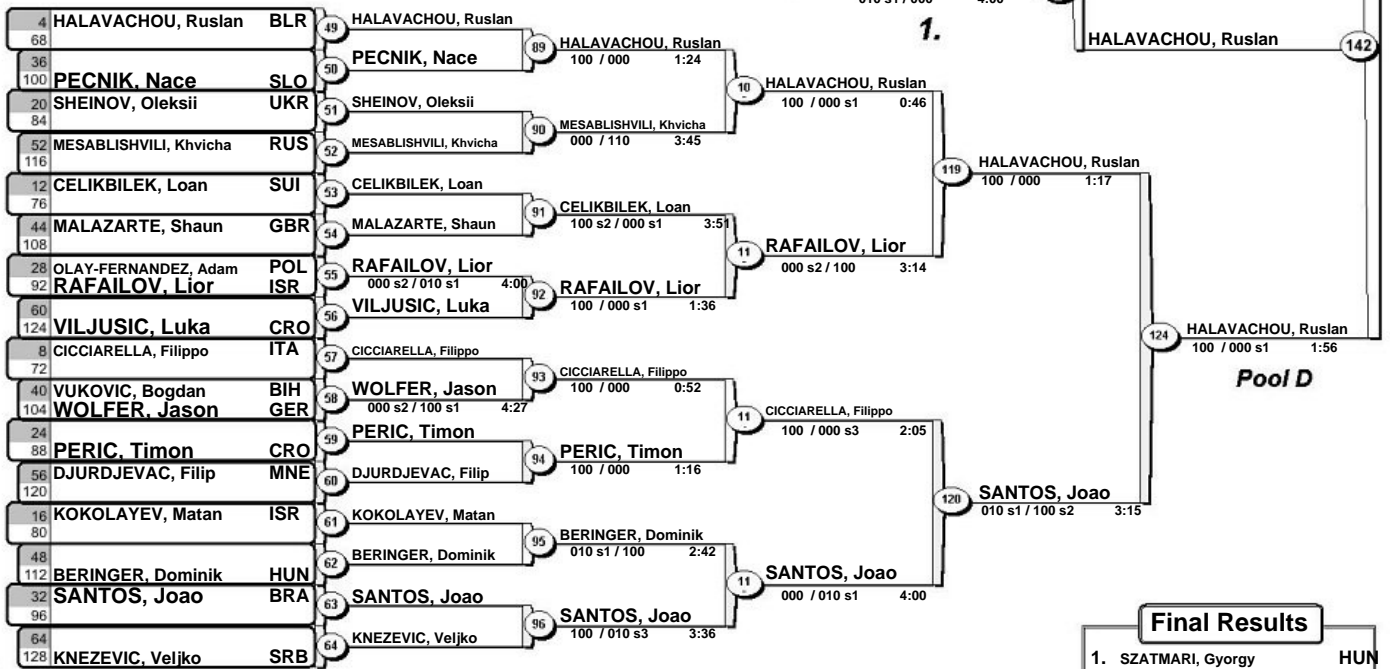 010 s1 / 000 4:00
1.
HALAVACHOU, Ruslan
142
4 HALAVACHOU, Ruslan BLR
68
36
100 PECNIK, Nace SLO
20 SHEINOV, Oleksii UKR
84
52 MESABLISHVILI, Khvicha RUS
116
12 CELIKBILEK, Loan SUI
76
44 MALAZARTE, Shaun GBR
108
28 OLAY-FERNANDEZ, Adam POL
92 RAFAILOV, Lior ISR
60
124 VILJUSIC, Luka CRO
8 CICCIARELLA, Filippo ITA
72
40 VUKOVIC, Bogdan BIH
104 WOLFER, Jason GER
24
88 PERIC, Timon CRO
56 DJURDJEVAC, Filip MNE
120
16 KOKOLAYEV, Matan ISR
80
48
112 BERINGER, Dominik HUN
32 SANTOS, Joao BRA
96
64
128 KNEZEVIC, Veljko SRB
49 HALAVACHOU, Ruslan
50 PECNIK, Nace
51 SHEINOV, Oleksii
52 MESABLISHVILI, Khvicha
53 CELIKBILEK, Loan
54 MALAZARTE, Shaun
55 RAFAILOV, Lior
000 s2 / 010 s1 4:00
56 VILJUSIC, Luka
57 CICCIARELLA, Filippo
58 WOLFER, Jason
000 s2 / 100 s1 4:27
59 PERIC, Timon
60 DJURDJEVAC, Filip
61 KOKOLAYEV, Matan
62 BERINGER, Dominik
63 SANTOS, Joao
64 KNEZEVIC, Veljko
89 HALAVACHOU, Ruslan
100 / 000 1:24
90 MESABLISHVILI, Khvicha
000 / 110 3:45
91 CELIKBILEK, Loan
100 s2 / 000 s1 3:51
92 RAFAILOV, Lior
100 / 000 s1 1:36
93 CICCIARELLA, Filippo
100 / 000 0:52
94 PERIC, Timon
100 / 000 1:16
95 BERINGER, Dominik
010 s1 / 100 2:42
96 SANTOS, Joao
100 / 010 s3 3:36
10 HALAVACHOU, Ruslan
100 / 000 s1 0:46
11 RAFAILOV, Lior
000 s2 / 100 3:14
11 CICCIARELLA, Filippo
100 / 000 s3 2:05
11 SANTOS, Joao
000 / 010 s1 4:00
119 HALAVACHOU, Ruslan
100 / 000 1:17
120 SANTOS, Joao
010 s1 / 100 s2 3:15
124 HALAVACHOU, Ruslan
100 / 000 s1 1:56
Pool D
Final Results
1. SZATMARI, Gyorgy HUN